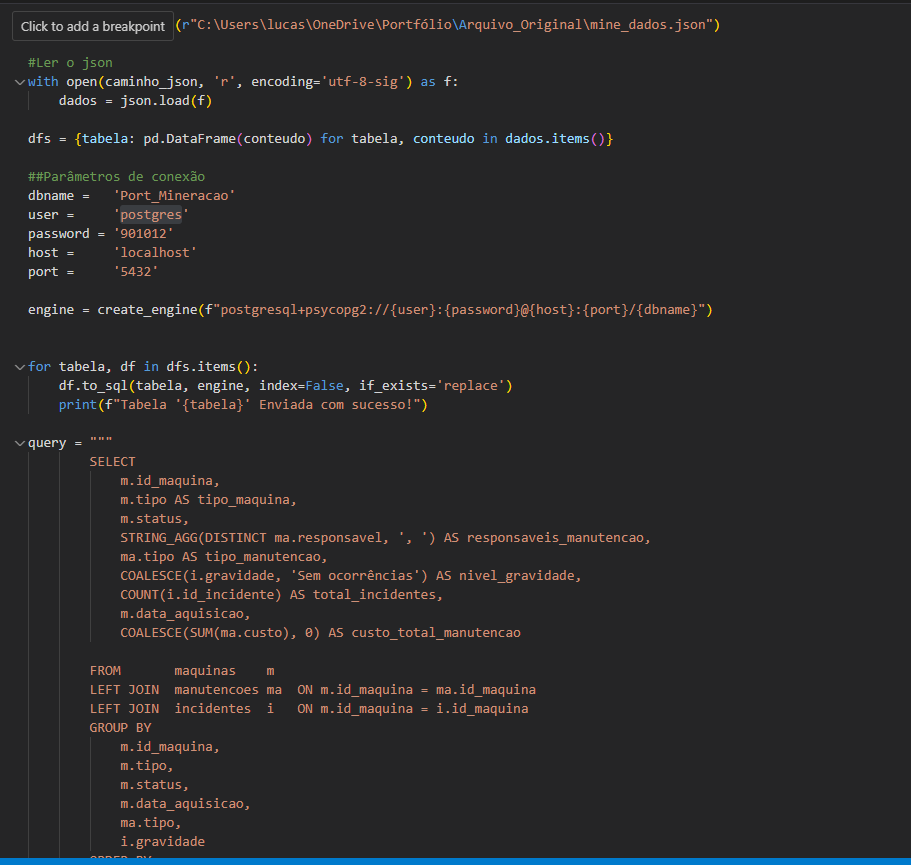 Click to add a breakpoint (r"C:\Users\lucas\OneDrive\Portfólio\Arquivo_Original\mine_dados.json")
#Ler o json
with open(caminho_json, 'r', encoding='utf-8-sig') as f:
    dados = json.load(f)
dfs = {tabela: pd.DataFrame(conteudo) for tabela, conteudo in dados.items()}
##Parâmetros de conexão
dbname =   'Port_Mineracao'
user =     'postgres'
password = '901012'
host =     'localhost'
port =     '5432'
engine = create_engine(f"postgresql+psycopg2://{user}:{password}@{host}:{port}/{dbname}")
for tabela, df in dfs.items():
    df.to_sql(tabela, engine, index=False, if_exists='replace')
    print(f"Tabela '{tabela}' Enviada com sucesso!")
query = """
        SELECT
            m.id_maquina,
            m.tipo AS tipo_maquina,
            m.status,
            STRING_AGG(DISTINCT ma.responsavel, ', ') AS responsaveis_manutencao,
            ma.tipo AS tipo_manutencao,
            COALESCE(i.gravidade, 'Sem ocorrências') AS nivel_gravidade,
            COUNT(i.id_incidente) AS total_incidentes,
            m.data_aquisicao,
            COALESCE(SUM(ma.custo), 0) AS custo_total_manutencao
        FROM       maquinas    m
        LEFT JOIN  manutencoes ma  ON m.id_maquina = ma.id_maquina
        LEFT JOIN  incidentes  i   ON m.id_maquina = i.id_maquina
        GROUP BY
            m.id_maquina,
            m.tipo,
            m.status,
            m.data_aquisicao,
            ma.tipo,
            i.gravidade